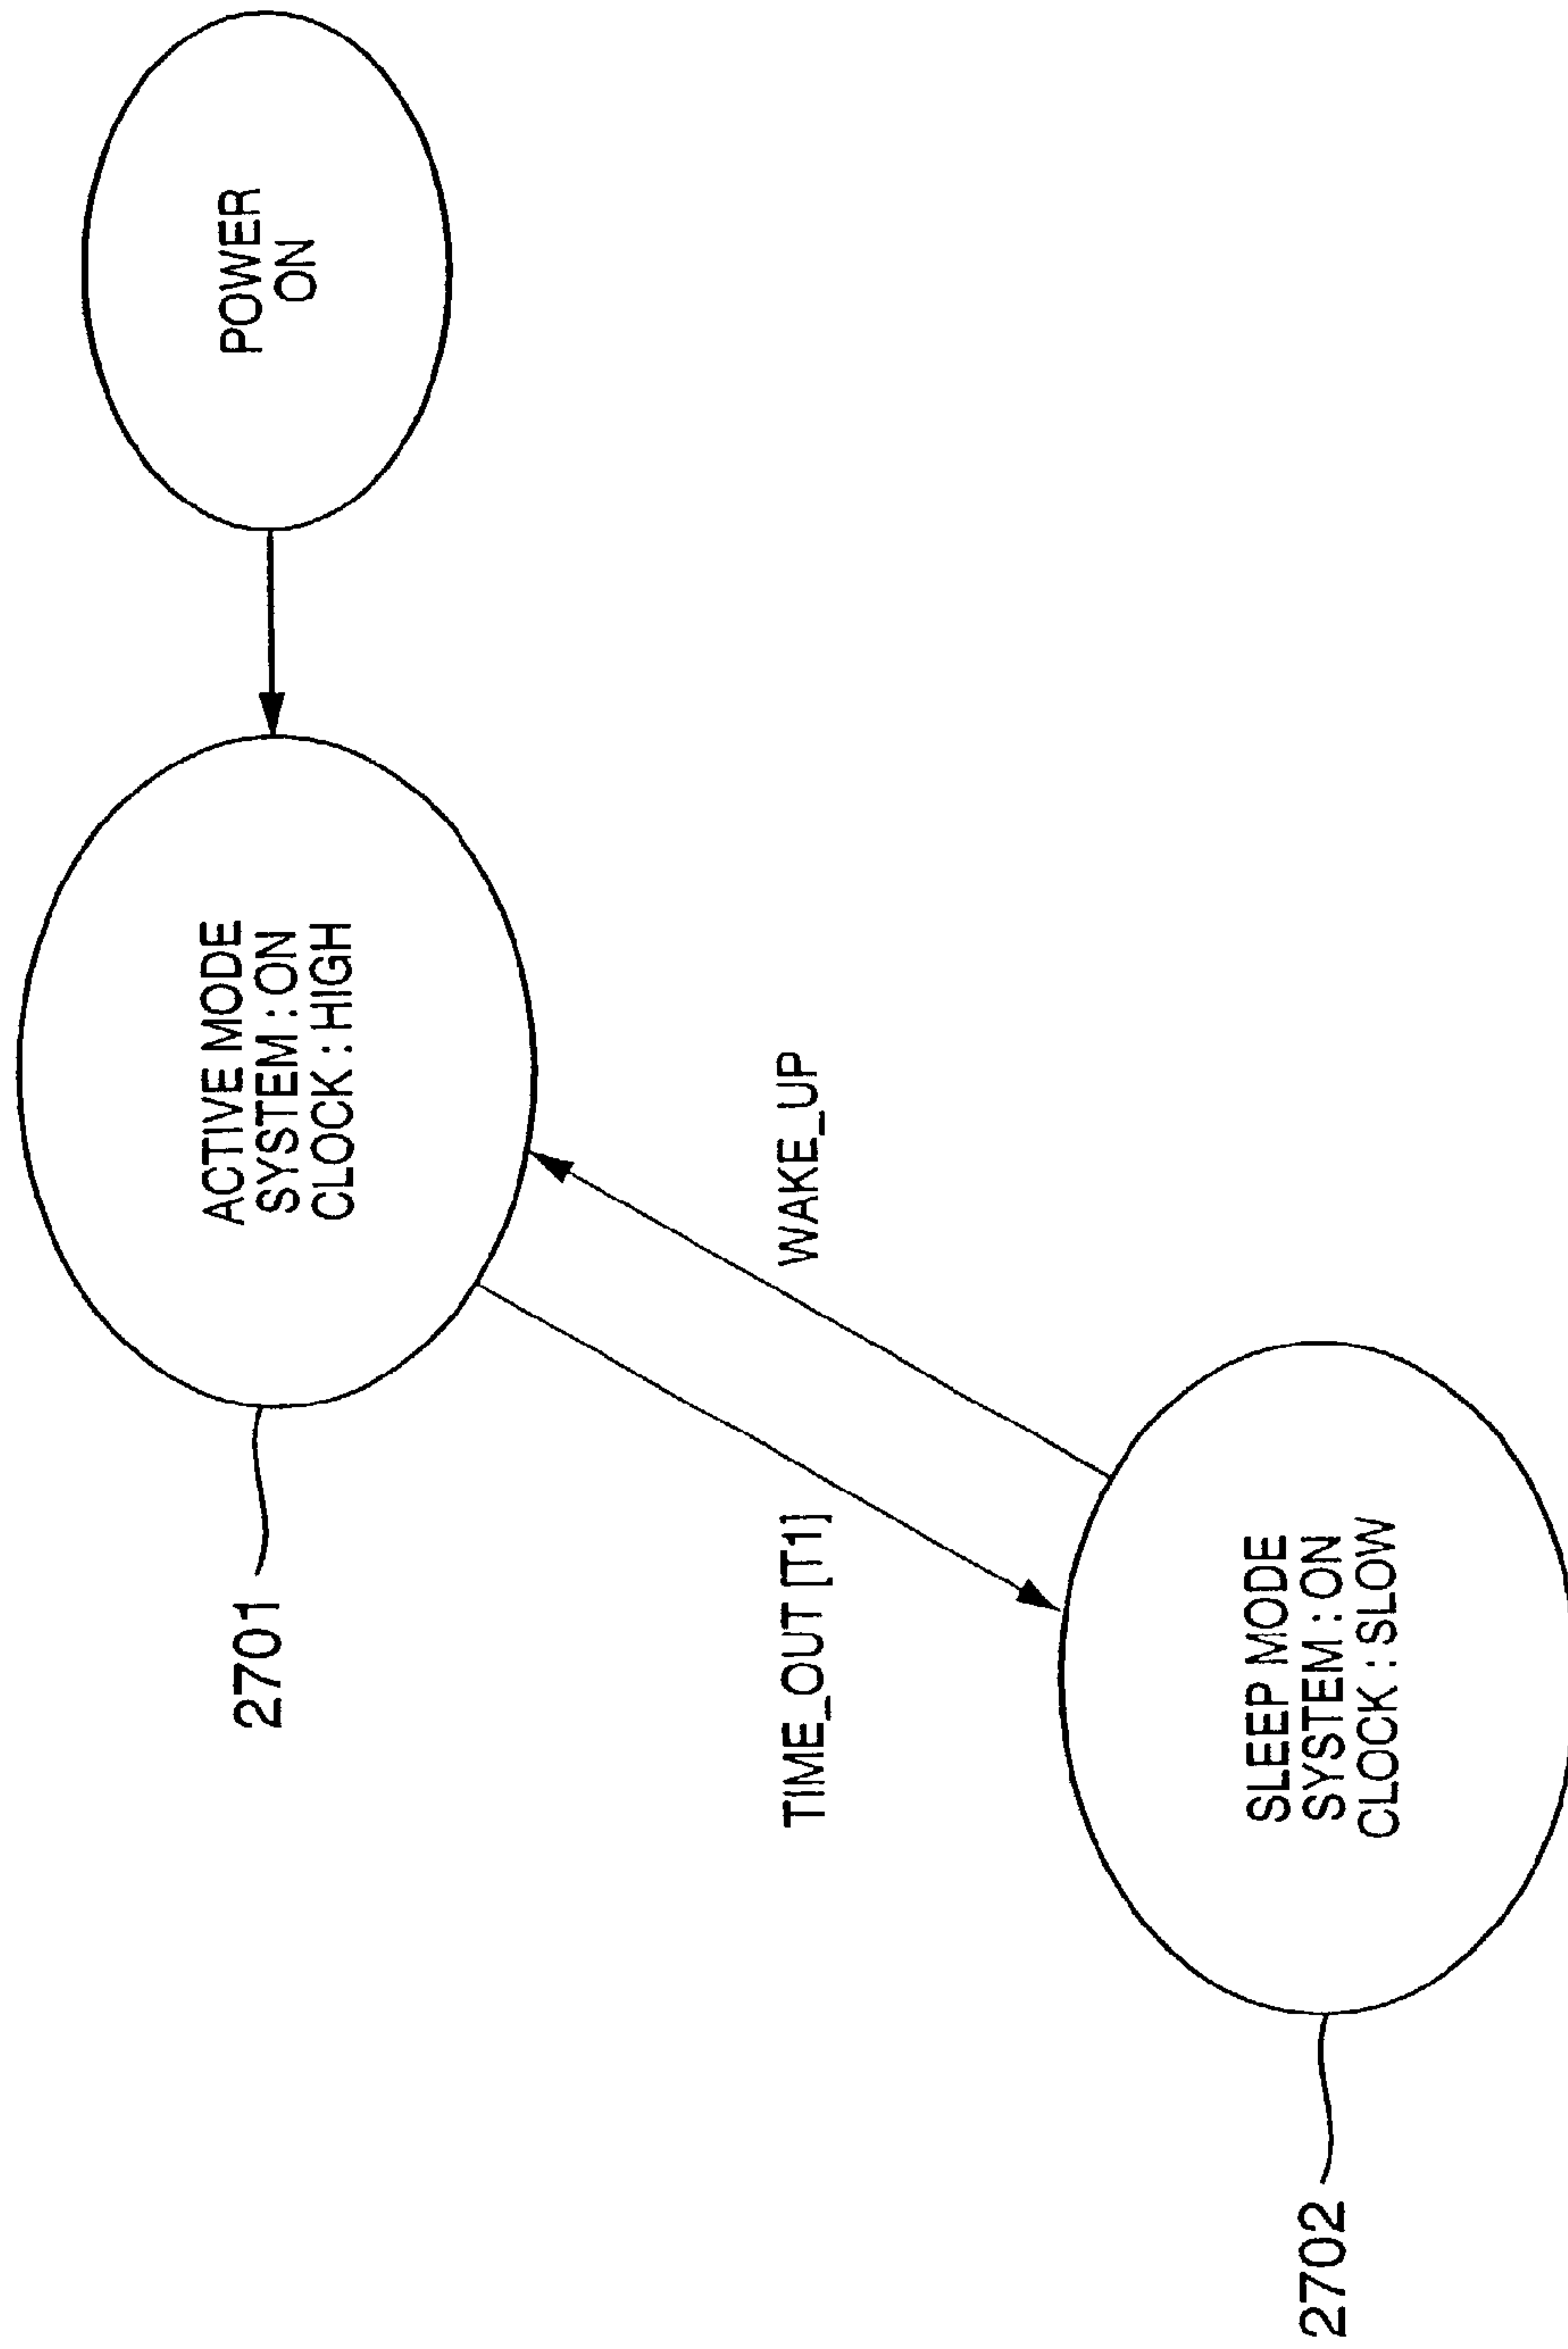 POWER
ON
ACTIVE MODE
SYSTEM : ON
CLOCK : HIGH
2701
WAKE_UP
TIME_OUT [T1]
SLEEP MODE
SYSTEM : ON
CLOCK : SLOW
2702